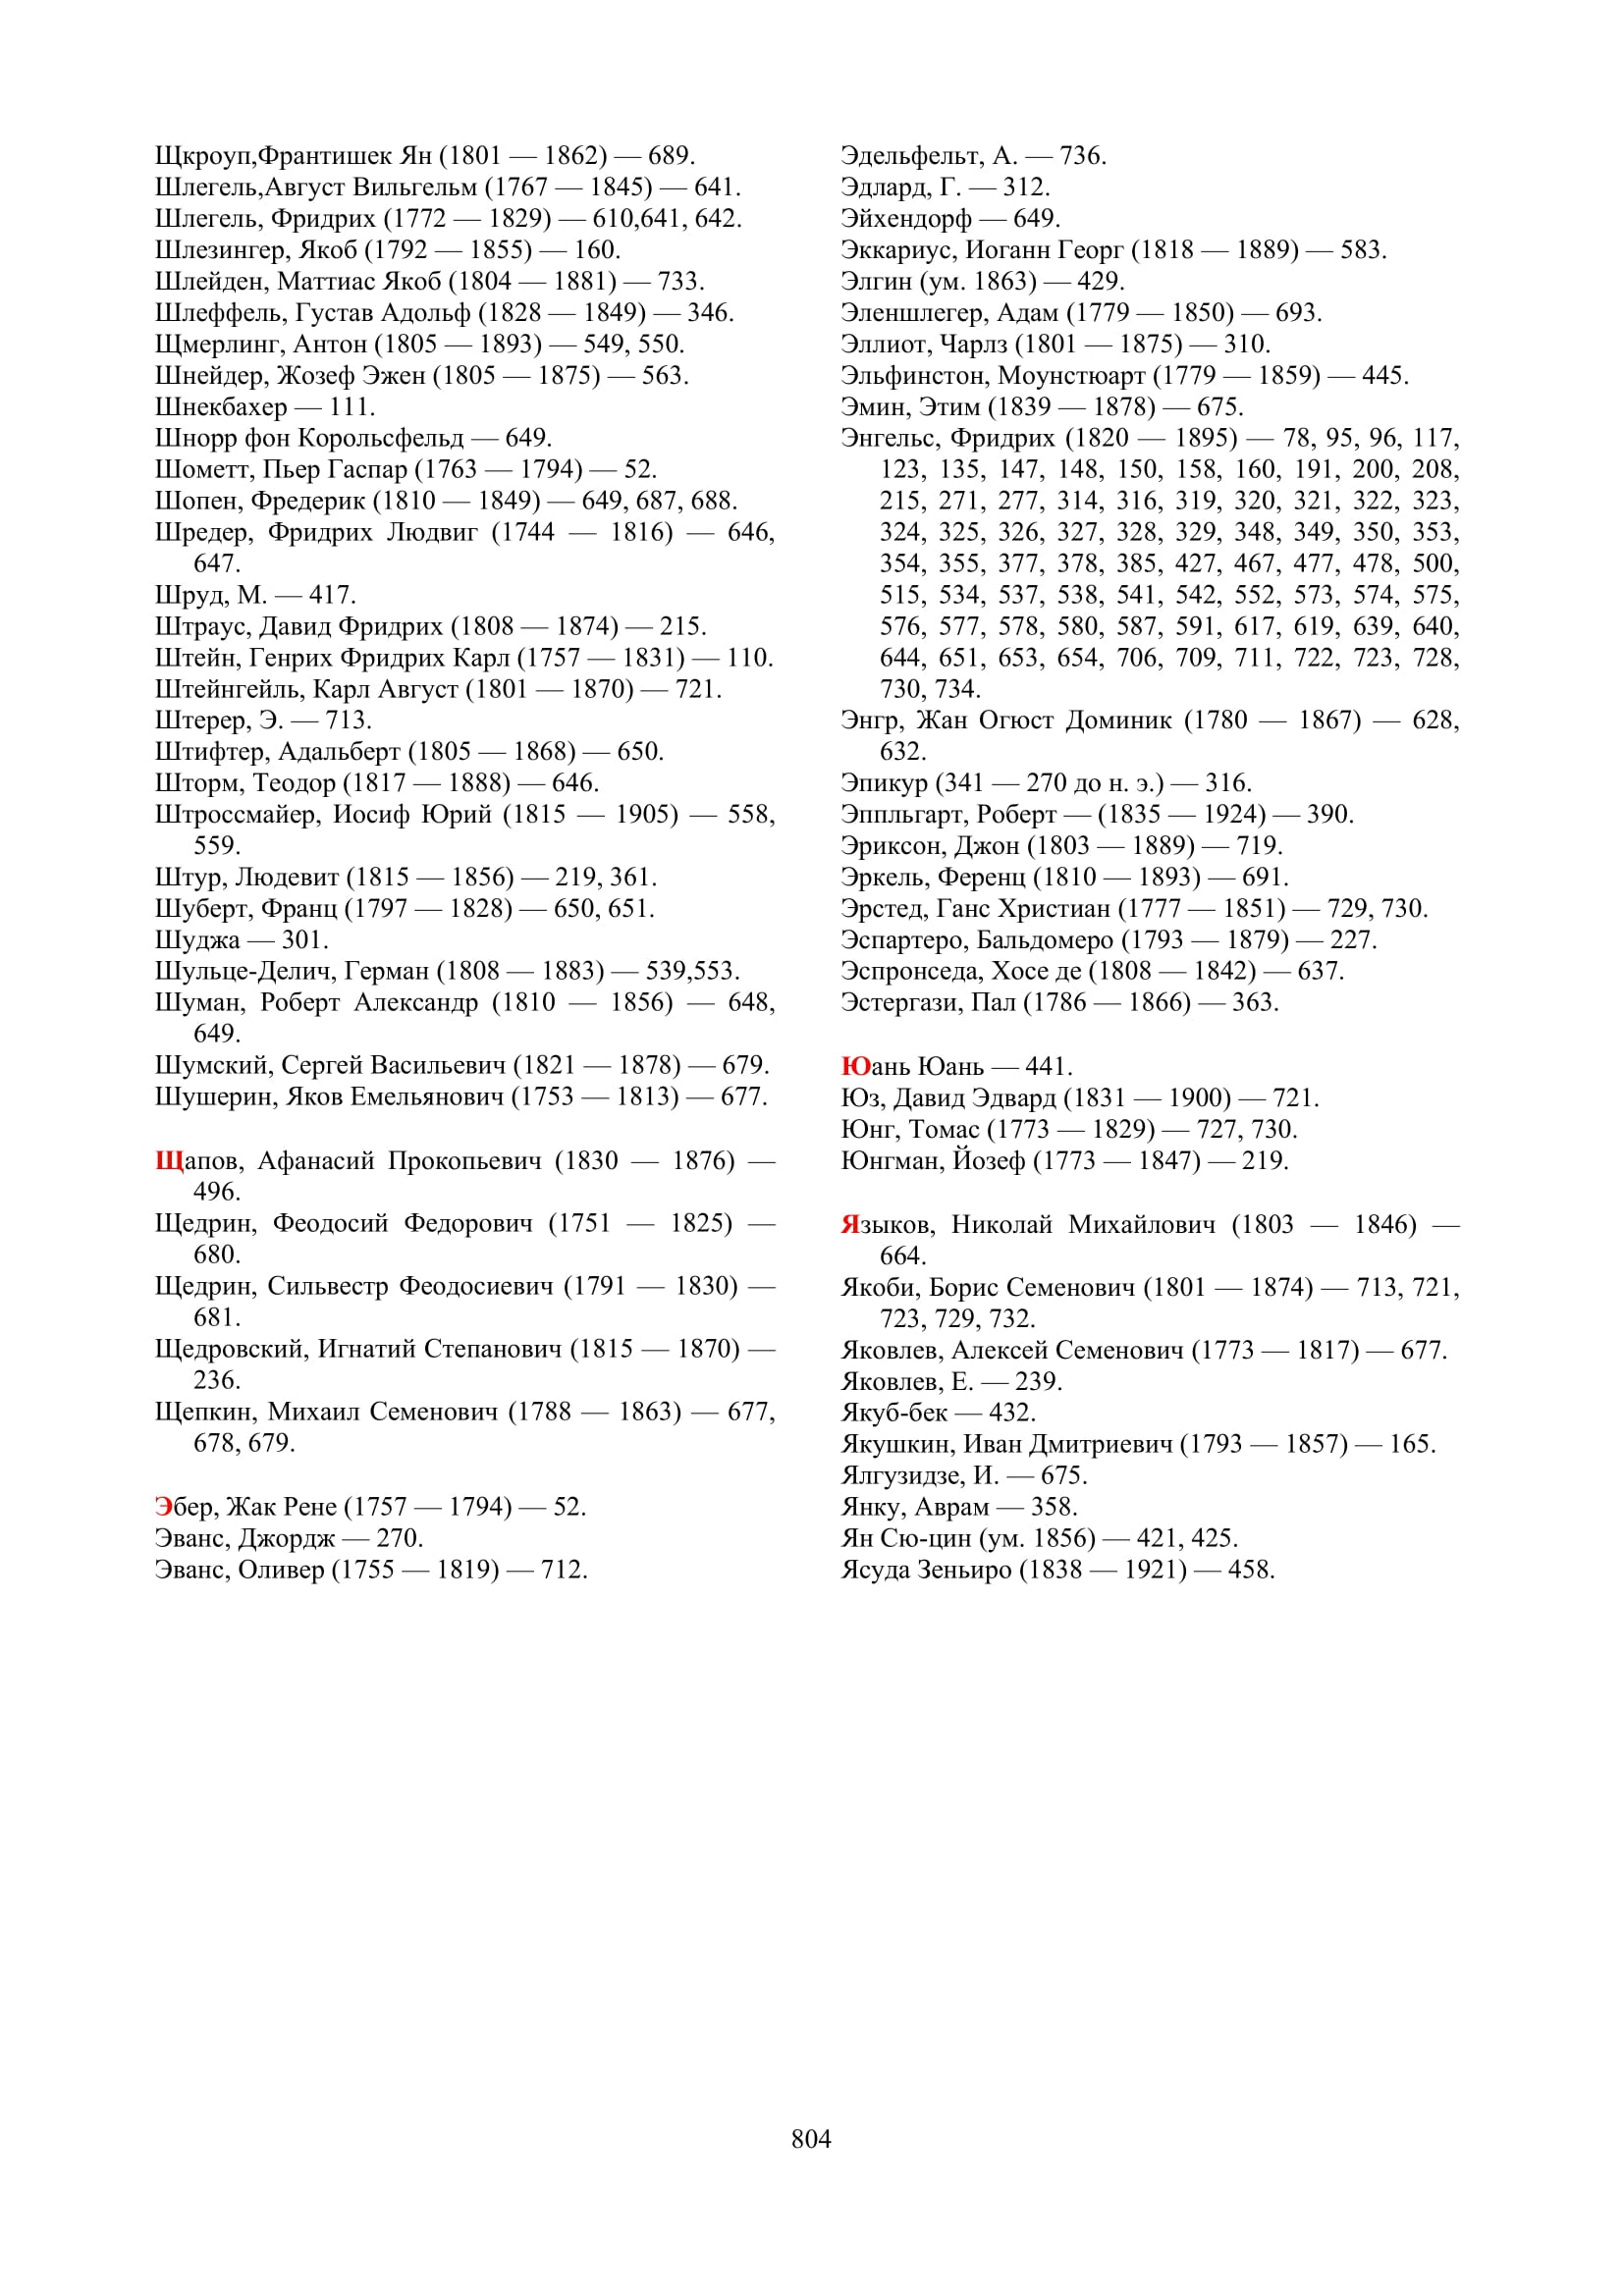 Щкроуп,Франтишек Ян (1801 — 1862) — 689.
Шлегель,Август Вильгельм (1767 — 1845) — 641.
Шлегель, Фридрих (1772 — 1829) — 610,641, 642.
Шлезингер, Якоб (1792 — 1855) — 160.
Шлейден, Маттиас Якоб (1804 — 1881) — 733.
Шлеффель, Густав Адольф (1828 — 1849) — 346.
Щмерлинг, Антон (1805 — 1893) — 549, 550.
Шнейдер, Жозеф Эжен (1805 — 1875) — 563.
Шнекбахер — 111.
Шнорр фон Корольсфельд — 649.
Шометт, Пьер Гаспар (1763 — 1794) — 52.
Шопен, Фредерик (1810 — 1849) — 649, 687, 688.
Шредер, Фридрих Людвиг (1744 — 1816) — 646,
647.
Шруд, М. — 417.
Штраус, Давид Фридрих (1808 — 1874) — 215.
Штейн, Генрих Фридрих Карл (1757 — 1831) — 110.
Штейнгейль, Карл Август (1801 — 1870) — 721.
Штерер, Э. — 713.
Штифтер, Адальберт (1805 — 1868) — 650.
Шторм, Теодор (1817 — 1888) — 646.
Штроссмайер, Иосиф Юрий (1815 — 1905) — 558,
559.
Штур, Людевит (1815 — 1856) — 219, 361.
Шуберт, Франц (1797 — 1828) — 650, 651.
Шуджа — 301.
Шульце-Делич, Герман (1808 — 1883) — 539,553.
Шуман, Роберт Александр (1810 — 1856) — 648,
649.
Шумский, Сергей Васильевич (1821 — 1878) — 679.
Шушерин, Яков Емельянович (1753 — 1813) — 677.
Щапов, Афанасий Прокопьевич (1830 — 1876) —
496.
Щедрин, Феодосий Федорович (1751 — 1825) —
680.
Щедрин, Сильвестр Феодосиевич (1791 — 1830) —
681.
Щедровский, Игнатий Степанович (1815 — 1870) —
236.
Щепкин, Михаил Семенович (1788 — 1863) — 677,
678, 679.
Эбер, Жак Рене (1757 — 1794) — 52.
Эванс, Джордж — 270.
Эванс, Оливер (1755 — 1819) — 712.
Эдельфельт, А. — 736.
Эдлард, Г. — 312.
Эйхендорф — 649.
Эккариус, Иоганн Георг (1818 — 1889) — 583.
Элгин (ум. 1863) — 429.
Эленшлегер, Адам (1779 — 1850) — 693.
Эллиот, Чарлз (1801 — 1875) — 310.
Эльфинстон, Моунстюарт (1779 — 1859) — 445.
Эмин, Этим (1839 — 1878) — 675.
Энгельс, Фридрих (1820 — 1895) — 78, 95, 96, 117,
123, 135, 147, 148, 150, 158, 160, 191, 200, 208,
215, 271, 277, 314, 316, 319, 320, 321, 322, 323,
324, 325, 326, 327, 328, 329, 348, 349, 350, 353,
354, 355, 377, 378, 385, 427, 467, 477, 478, 500,
515, 534, 537, 538, 541, 542, 552, 573, 574, 575,
576, 577, 578, 580, 587, 591, 617, 619, 639, 640,
644, 651, 653, 654, 706, 709, 711, 722, 723, 728,
730, 734.
Энгр, Жан Огюст Доминик (1780 — 1867) — 628,
632.
Эпикур (341 — 270 до н. э.) — 316.
Эппльгарт, Роберт — (1835 — 1924) — 390.
Эриксон, Джон (1803 — 1889) — 719.
Эркель, Ференц (1810 — 1893) — 691.
Эрстед, Ганс Христиан (1777 — 1851) — 729, 730.
Эспартеро, Бальдомеро (1793 — 1879) — 227.
Эспронседа, Хосе де (1808 — 1842) — 637.
Эстергази, Пал (1786 — 1866) — 363.
Юань Юань — 441.
Юз, Давид Эдвард (1831 — 1900) — 721.
Юнг, Томас (1773 — 1829) — 727, 730.
Юнгман, Йозеф (1773 — 1847) — 219.
Языков, Николай Михайлович (1803 — 1846) —
664.
Якоби, Борис Семенович (1801 — 1874) — 713, 721,
723, 729, 732.
Яковлев, Алексей Семенович (1773 — 1817) — 677.
Яковлев, Е. — 239.
Якуб-бек — 432.
Якушкин, Иван Дмитриевич (1793 — 1857) — 165.
Ялгузидзе, И. — 675.
Янку, Аврам — 358.
Ян Сю-цин (ум. 1856) — 421, 425.
Ясуда Зеньиро (1838 — 1921) — 458.
804